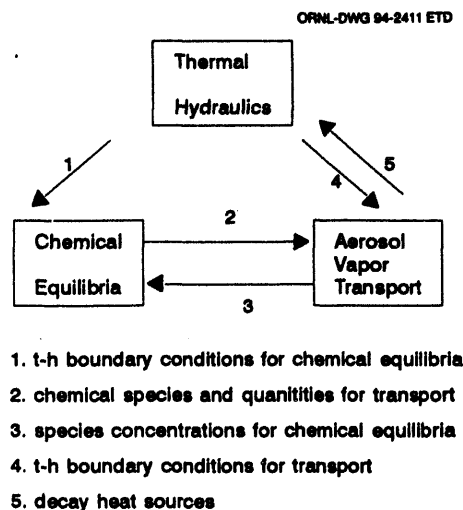 ORNL-DWG 94-2411 ETD
Thermal
Hydraulics
1
5
4
2
Chemical
Equilibria
Aerosol
Vapor
Transport
3
1. t-h boundary conditions for chemical equilibria
2. chemical species and quanitities for transport
3. species concentrations for chemical equilibria
4. t-h boundary conditions for transport
5. decay heat sources